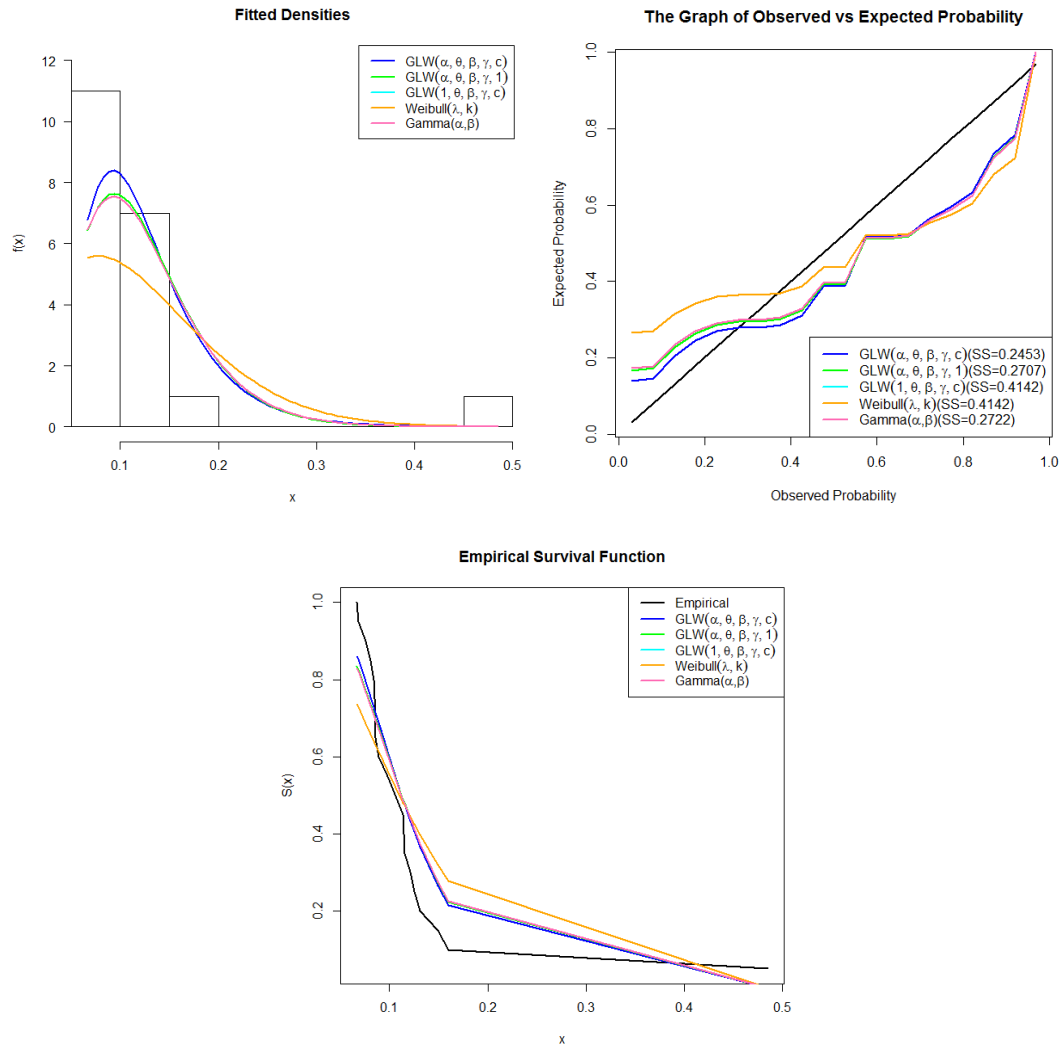 Fitted Densities
GLW(α, θ, β, γ, c)
GLW(α, θ, β, γ, 1)
GLW(1, θ, β, γ, c)
Weibull(λ, k)
Gamma(α,β)
f(x)
12
10
8
6
4
2
0
0.1
0.2
0.3
0.4
0.5
x
The Graph of Observed vs Expected Probability
Expected Probability
1.0
0.8
0.6
0.4
0.2
0.0
GLW(α, θ, β, γ, c)(SS=0.2453)
GLW(α, θ, β, γ, 1)(SS=0.2707)
GLW(1, θ, β, γ, c)(SS=0.4142)
Weibull(λ, k)(SS=0.4142)
Gamma(α,β)(SS=0.2722)
0.0
0.2
0.4
0.6
0.8
1.0
Observed Probability
Empirical Survival Function
Empirical
GLW(α, θ, β, γ, c)
GLW(α, θ, β, γ, 1)
GLW(1, θ, β, γ, c)
Weibull(λ, k)
Gamma(α,β)
S(x)
1.0
0.8
0.6
0.4
0.2
0.1
0.2
0.3
0.4
0.5
x